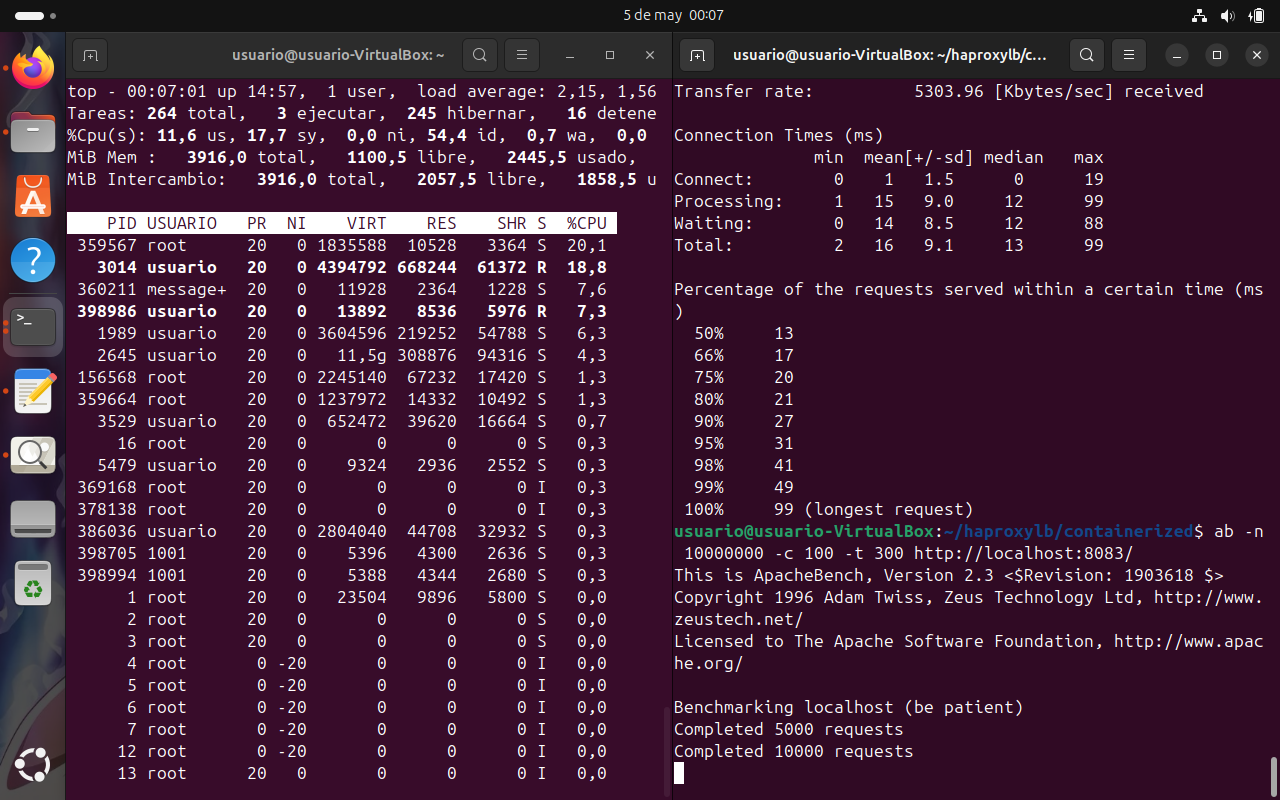 5 de may 00:07
usuario@usuario-VirtualBox: ~
top - 00:07:01 up 14:57, 1 user, load average: 2,15, 1,56
Tareas: 264 total, 3 ejecutar, 245 hibernar, 16 detene
%Cpu(s): 11,6 us, 17,7 sy, 0,0 ni, 54,4 id, 0,7 wa, 0,0
MiB Mem : 3916,0 total, 1100,5 libre, 2445,5 usado,
MiB Intercambio: 3916,0 total, 2057,5 libre, 1858,5 u
PID USUARIO PR NI VIRT RES SHR S %CPU
359567 root 20 0 1835588 10528 3364 S 20,1
3014 usuario 20 0 4394792 668244 61372 R 18,8
360211 message+ 20 0 11928 2364 1228 S 7,6
398986 usuario 20 0 13892 8536 5976 R 7,3
1989 usuario 20 0 3604596 219252 54788 S 6,3
2645 usuario 20 0 11,5g 308876 94316 S 4,3
156568 root 20 0 2245140 67232 17420 S 1,3
359664 root 20 0 1237972 14332 10492 S 1,3
3529 usuario 20 0 652472 39620 16664 S 0,7
16 root 20 0 0 0 0 S 0,3
5479 usuario 20 0 9324 2936 2552 S 0,3
369168 root 20 0 0 0 0 I 0,3
378138 root 20 0 0 0 0 I 0,3
386036 usuario 20 0 2804040 44708 32932 S 0,3
398705 1001 20 0 5396 4300 2636 S 0,3
398994 1001 20 0 5388 4344 2680 S 0,3
1 root 20 0 23504 9896 5800 S 0,0
2 root 20 0 0 0 0 S 0,0
3 root 20 0 0 0 0 S 0,0
4 root 0 -20 0 0 0 I 0,0
5 root 0 -20 0 0 0 I 0,0
6 root 0 -20 0 0 0 I 0,0
7 root 0 -20 0 0 0 I 0,0
12 root 0 -20 0 0 0 I 0,0
13 root 20 0 0 0 0 I 0,0
usuario@usuario-VirtualBox: ~/haproxylb/c...
Transfer rate: 5303.96 [Kbytes/sec] received
Connection Times (ms)
min mean[+/-sd] median max
Connect: 0 1 1.5 0 19
Processing: 1 15 9.0 12 99
Waiting: 0 14 8.5 12 88
Total: 2 16 9.1 13 99
Percentage of the requests served within a certain time (ms
)
50% 13
66% 17
75% 20
80% 21
90% 27
95% 31
98% 41
99% 49
100% 99 (longest request)
usuario@usuario-VirtualBox:~/haproxylb/containerized$ ab -n
10000000 -c 100 -t 300 http://localhost:8083/
This is ApacheBench, Version 2.3 <$Revision: 1903618 $>
Copyright 1996 Adam Twiss, Zeus Technology Ltd, http://www.
zeustech.net/
Licensed to The Apache Software Foundation, http://www.apac
he.org/
Benchmarking localhost (be patient)
Completed 5000 requests
Completed 10000 requests